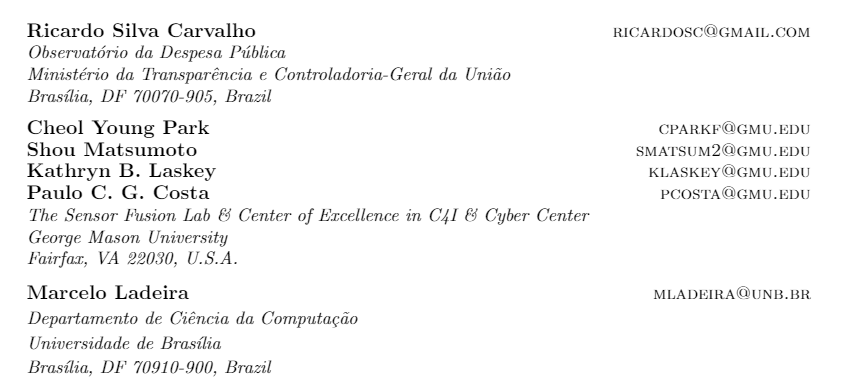 Ricardo Silva Carvalho RICARDOSC@GMAIL.COM
Observatório da Despesa Pública
Ministério da Transparência e Controladoria-Geral da União
Brasília, DF 70070-905, Brazil
Cheol Young Park CPARKF@GMU.EDU
Shou Matsumoto SMATSUM2@GMU.EDU
Kathryn B. Laskey KLASKEY@GMU.EDU
Paulo C. G. Costa PCOSTA@GMU.EDU
The Sensor Fusion Lab & Center of Excellence in C4I & Cyber Center
George Mason University
Fairfax, VA 22030, U.S.A.
Marcelo Ladeira MLADEIRA@UNB.BR
Departamento de Ciência da Computação
Universidade de Brasília
Brasília, DF 70910-900, Brazil